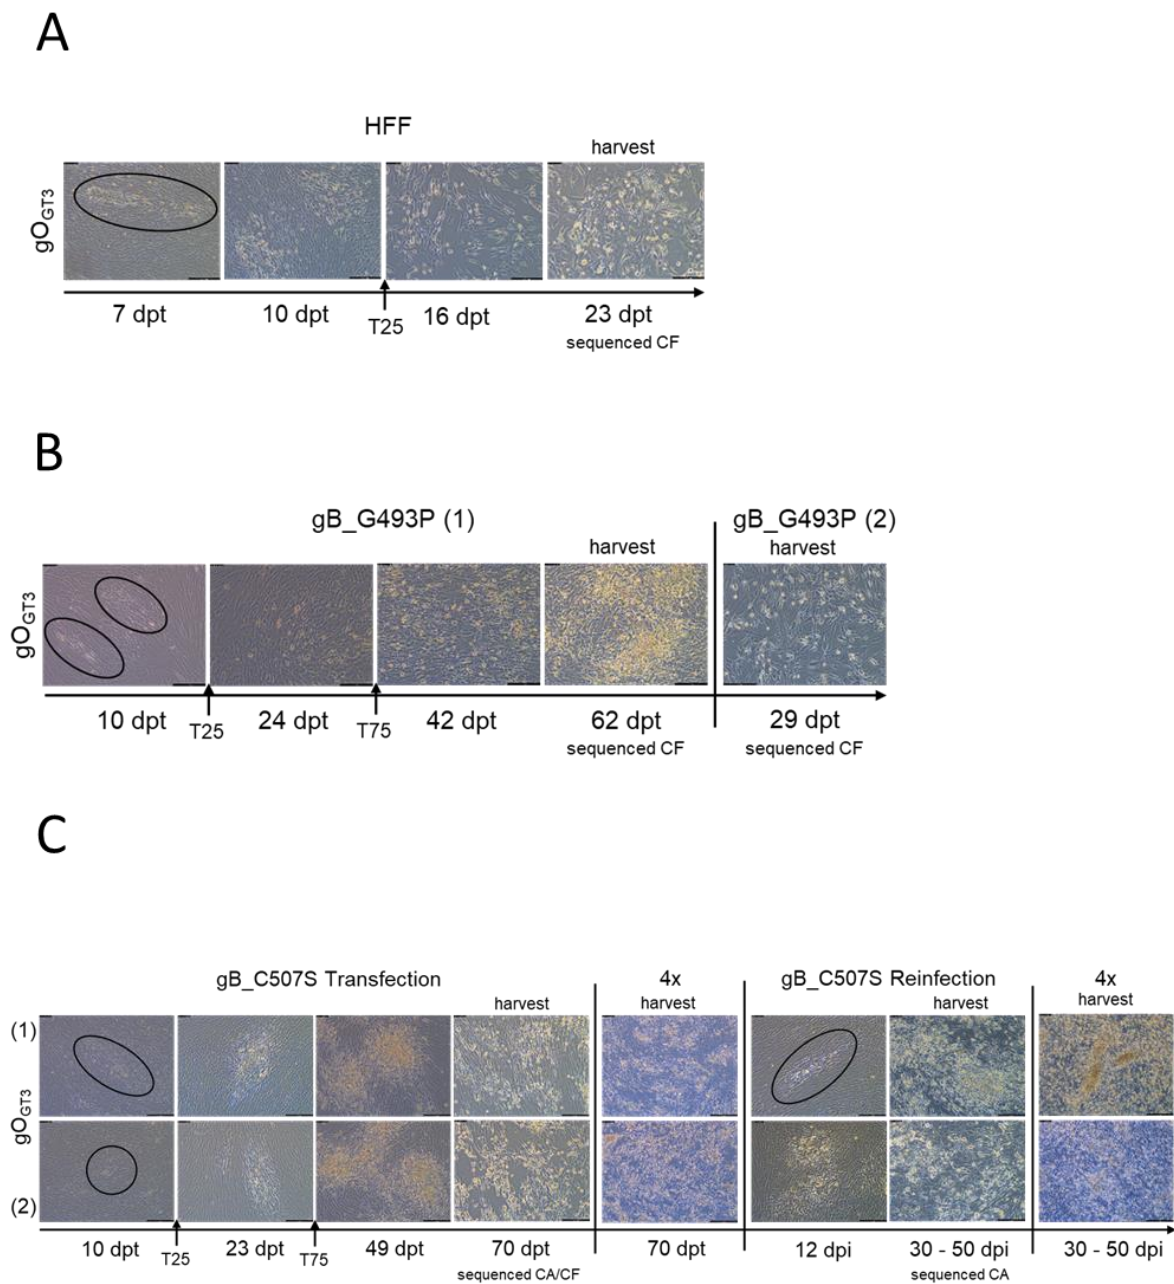 A
HFF
harvest
gO_GT3
7 dpt 10 dpt T25 16 dpt 23 dpt
sequenced CF
B
gB_G493P (1) gB_G493P (2)
harvest harvest
gO_GT3
10 dpt T25 24 dpt T75 42 dpt 62 dpt 29 dpt
sequenced CF sequenced CF
C
gB_C507S Transfection 4x gB_C507S Reinfection 4x
harvest harvest harvest harvest
(1)
gO_GT3
(2)
10 dpt T25 23 dpt T75 49 dpt 70 dpt 70 dpt 12 dpi 30 - 50 dpi 30 - 50 dpi
sequenced CA/CF sequenced CA